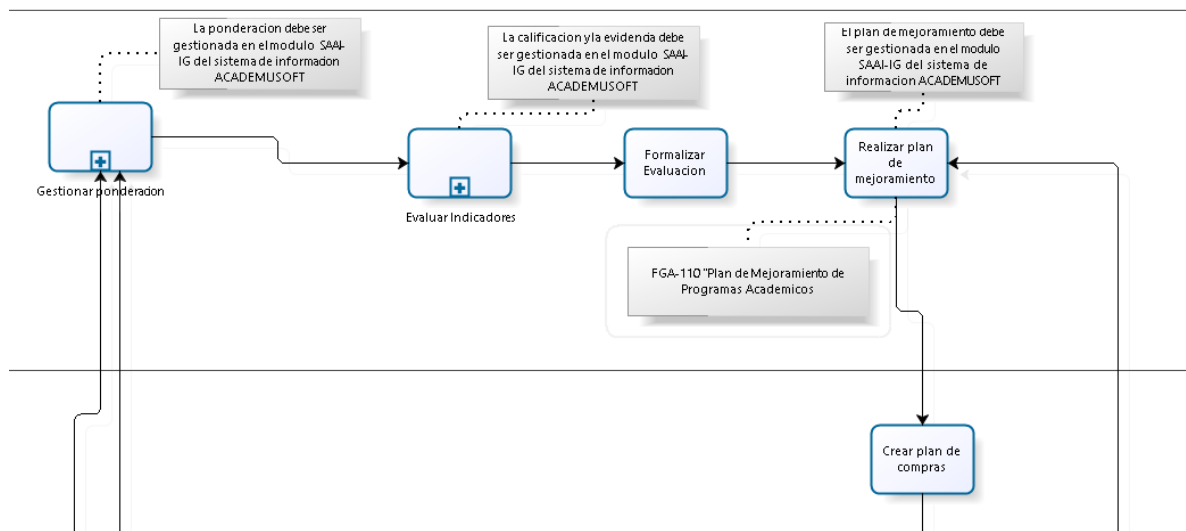 La ponderacion debe ser
gestionada en el modulo SAAI-
IG del sistema de informacion
ACADEMUSOFT
La calificacion y la evidencia debe
ser gestionada en el modulo SAAI-
IG del sistema de informacion
ACADEMUSOFT
El plan de mejoramiento debe
ser gestionada en el modulo
SAAI-IG del sistema de
informacion ACADEMUSOFT
Gestionar ponderacion
Evaluar Indicadores
Formalizar
Evaluacion
Realizar plan
de
mejoramiento
FGA-110 "Plan de Mejoramiento de
Programas Academicos
Crear plan de
compras